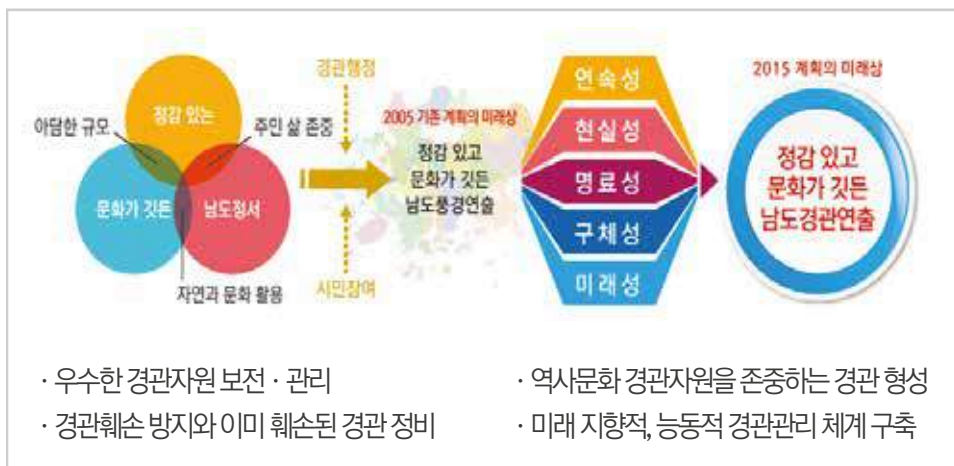 정감 있는
아담한 규모
주민 삶 존중
문화가 깃든
남도정서
자연과 문화 활용
경관행정
시민참여
2005 기존 계획의 미래상
정감 있고
문화가 깃든
남도풍경연출
연속성
현실성
명료성
구체성
미래성
2015 계획의 미래상
정감 있고
문화가 깃든
남도경관연출
· 우수한 경관자원 보전 · 관리
· 경관훼손 방지와 이미 훼손된 경관 정비
· 역사문화 경관자원을 존중하는 경관 형성
· 미래 지향적, 능동적 경관관리 체계 구축